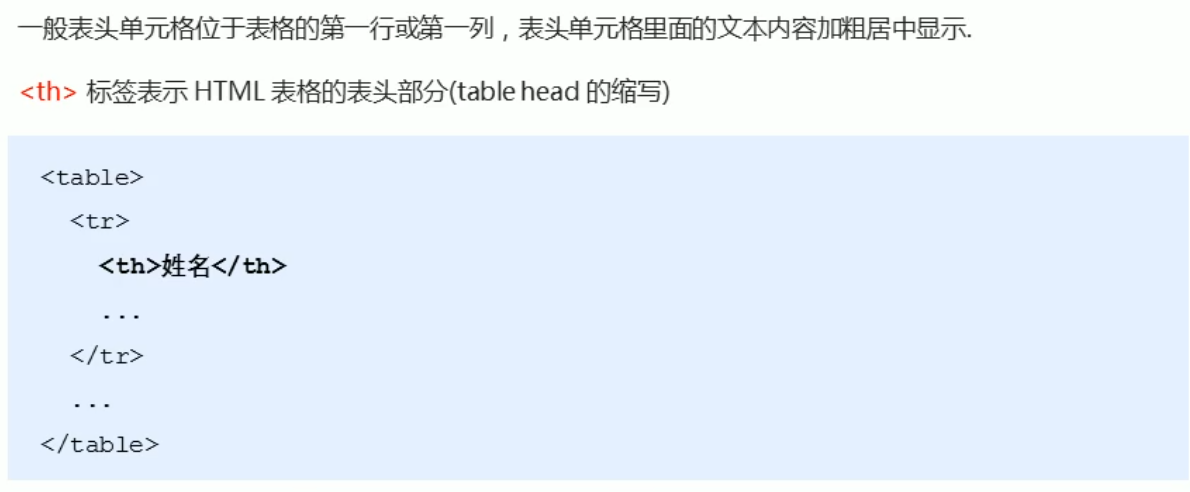 一般表头单元格位于表格的第一行或第一列，表头单元格里面的文本内容加粗居中显示.
<th> 标签表示 HTML 表格的表头部分(table head 的缩写)
<table>
<tr>
<th>姓名</th>
...
</tr>
...
</table>